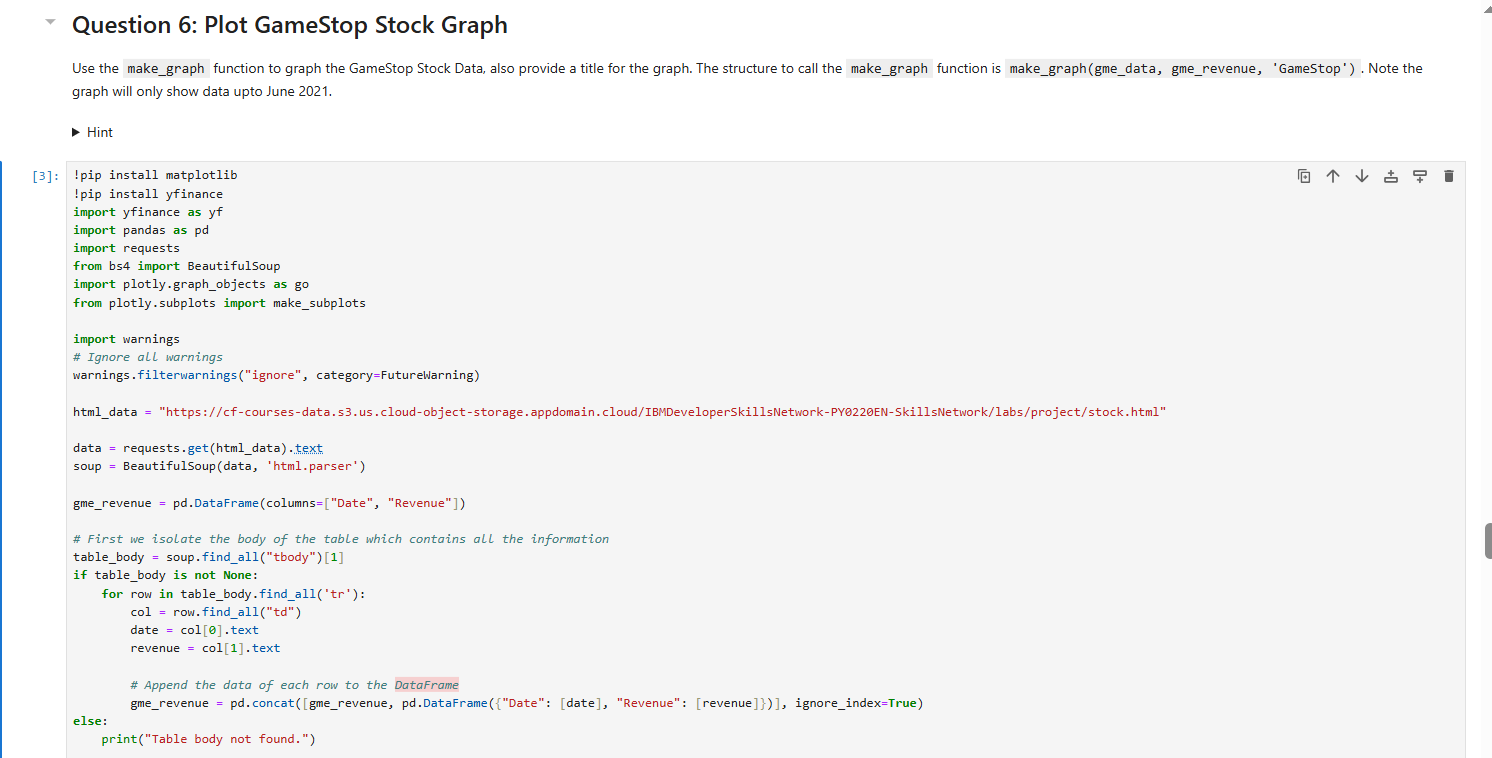 Question 6: Plot GameStop Stock Graph
Use the make_graph function to graph the GameStop Stock Data, also provide a title for the graph. The structure to call the make_graph function is make_graph(gme_data, gme_revenue, 'GameStop') . Note the
graph will only show data upto June 2021.
Hint
[3]:
!pip install matplotlib
!pip install yfinance
import yfinance as yf
import pandas as pd
import requests
from bs4 import BeautifulSoup
import plotly.graph_objects as go
from plotly.subplots import make_subplots
import warnings
# Ignore all warnings
warnings.filterwarnings("ignore", category=FutureWarning)
html_data = "https://cf-courses-data.s3.us.cloud-object-storage.appdomain.cloud/IBMDeveloperSkillsNetwork-PY0220EN-SkillsNetwork/labs/project/stock.html"
data = requests.get(html_data).text
soup = BeautifulSoup(data, 'html.parser')
gme_revenue = pd.DataFrame(columns=["Date", "Revenue"])
# First we isolate the body of the table which contains all the information
table_body = soup.find_all("tbody")[1]
if table_body is not None:
    for row in table_body.find_all('tr'):
        col = row.find_all("td")
        date = col[0].text
        revenue = col[1].text
        # Append the data of each row to the DataFrame
        gme_revenue = pd.concat([gme_revenue, pd.DataFrame({"Date": [date], "Revenue": [revenue]})], ignore_index=True)
else:
    print("Table body not found.")